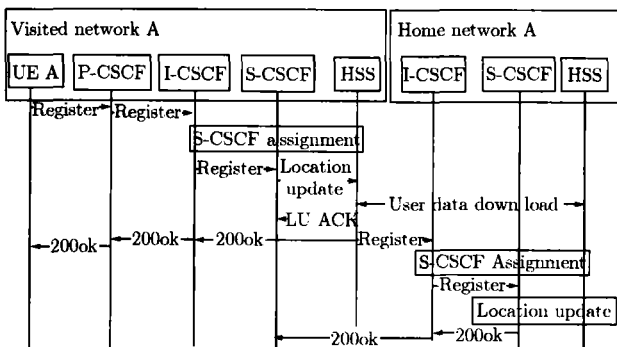 Visited network A
Home network A
UE A
P-CSCF
I-CSCF
S-CSCF
HSS
I-CSCF
S-CSCF
HSS
Register
Register
S-CSCF assignment
Register
Location
update
User data down load
LU ACK
200ok
200ok
200ok
Register
S-CSCF Assignment
Register
Location update
200ok
200ok